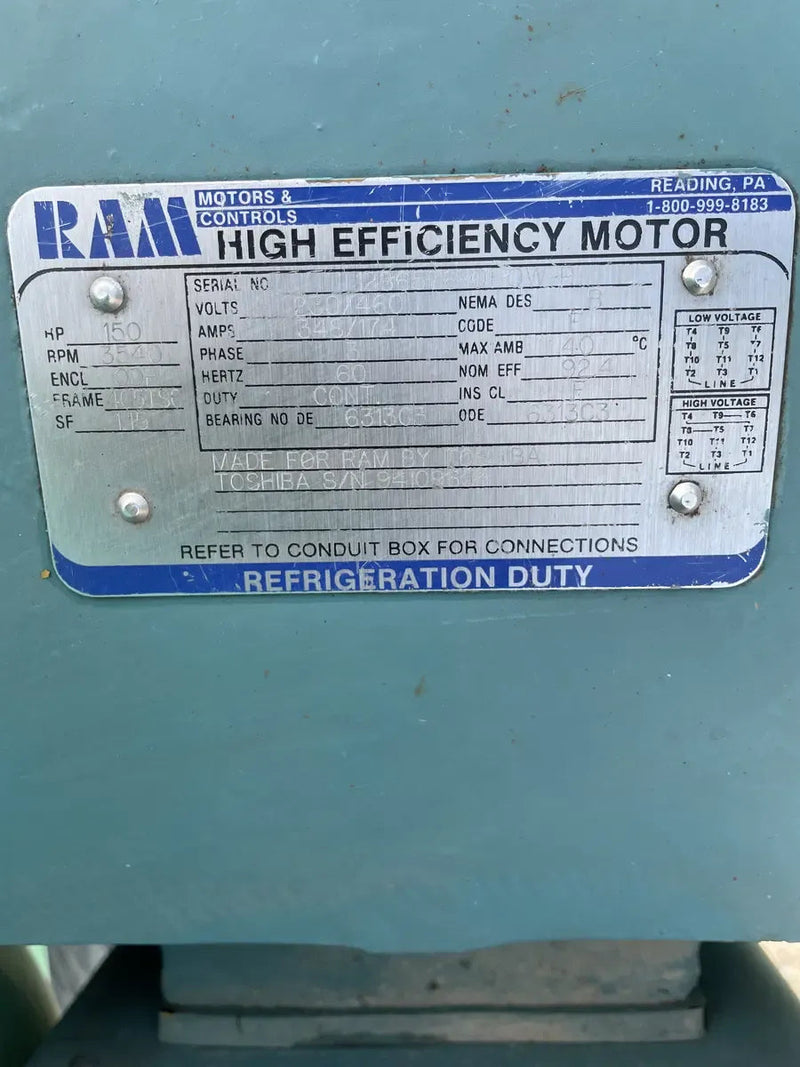 RAM MOTORS & CONTROLS
READING, PA
1-800-999-8183
HIGH EFFICIENCY MOTOR
SERIAL NO
VOLTS 230/460 NEMA DES B
HP 150 AMPS 348/174 CODE F
RPM 3540 PHASE 3 MAX AMB 40 °C
ENCL HERTZ 60 NOM EFF 92.4
FRAME DUTY CONT INS CL F
SF 1.15 BEARING NO DE 6313C3 ODE 6313C3
LOW VOLTAGE
T4 T9 T6
T8 T5 T7
T10 T11 T12
T2 T3 T1
LINE
HIGH VOLTAGE
T4 T9 T6
T8 T5 T7
T10 T11 T12
T2 T3 T1
LINE
MADE FOR RAM BY TOSHIBA
TOSHIBA S/N
REFER TO CONDUIT BOX FOR CONNECTIONS
REFRIGERATION DUTY